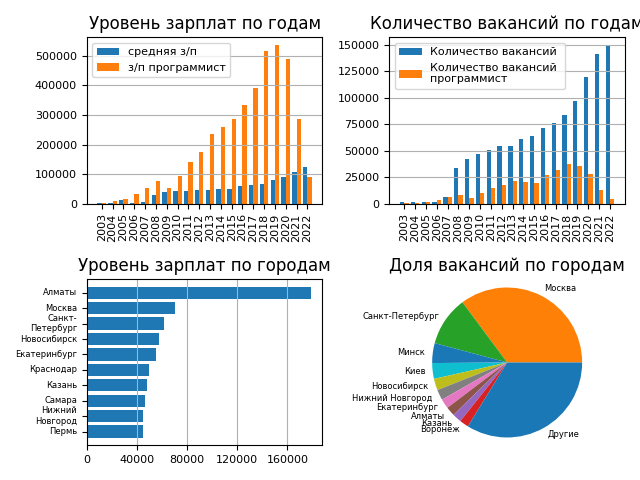 Уровень зарплат по годам
500000
400000
300000
200000
100000
0
средняя з/п
з/п программист
2003
2004
2005
2006
2007
2008
2009
2010
2011
2012
2013
2014
2015
2016
2017
2018
2019
2020
2021
2022
Количество вакансий по годам
150000
125000
100000
75000
50000
25000
0
Количество вакансий
Количество вакансий
программист
2003
2004
2005
2006
2007
2008
2009
2010
2011
2012
2013
2014
2015
2016
2017
2018
2019
2020
2021
2022
Уровень зарплат по городам
Алматы
Москва
Санкт-
Петербург
Новосибирск
Екатеринбург
Краснодар
Казань
Самара
Нижний
Новгород
Пермь
0
40000
80000
120000
160000
Доля вакансий по городам
Москва
Санкт-Петербург
Минск
Киев
Новосибирск
Нижний Новгород
Екатеринбург
Алматы
Казань
Воронеж
Другие